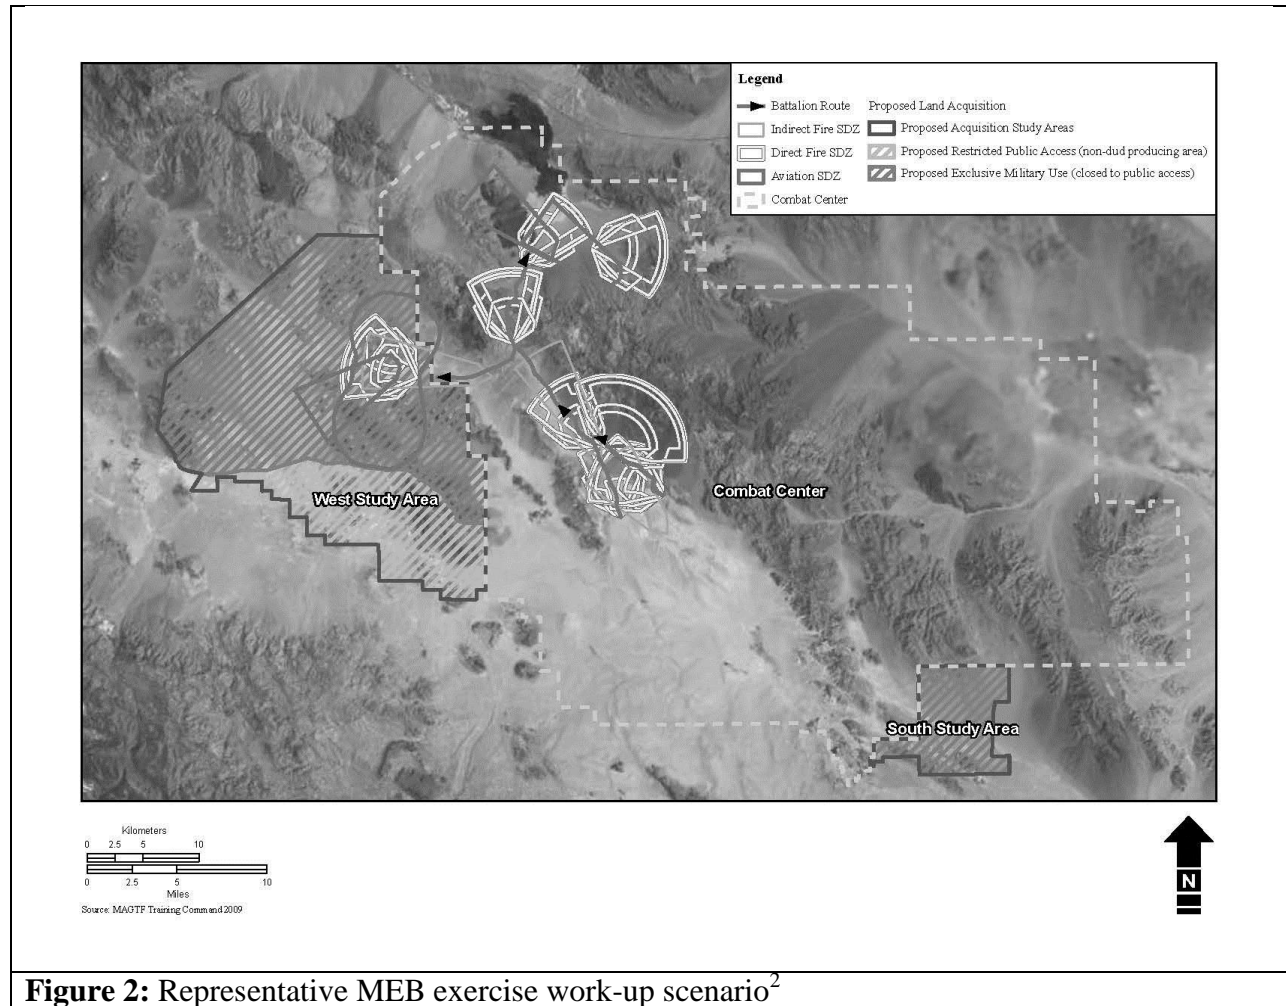 Legend
Battalion Route
Proposed Land Acquisition
Indirect Fire SDZ
Proposed Acquisition Study Areas
Direct Fire SDZ
Proposed Restricted Public Access (non-dud producing area)
Aviation SDZ
Proposed Exclusive Military Use (closed to public access)
Combat Center
West Study Area
Combat Center
South Study Area
Kilometers
0 2.5 5 10
0 2.5 5 10
Miles
Source: MAGTF Training Command 2009
N
Figure 2: Representative MEB exercise work-up scenario2